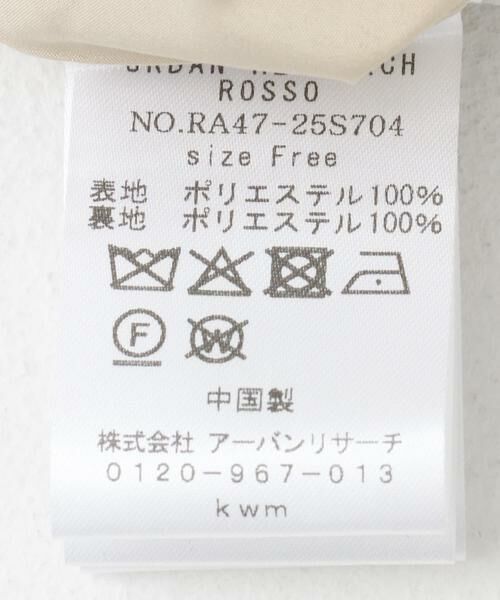 ROSSO
NO.RA47-25S704
size Free
表地 ポリエステル100%
裏地 ポリエステル100%
F
W
中国製
株式会社 アーバンリサーチ
0120-967-013
kwm